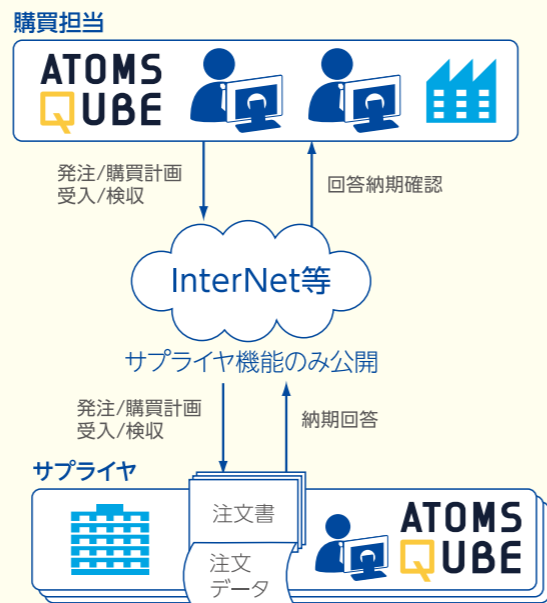 購買担当
ATOMS
QUBE
発注/購買計画
受入/検収
回答納期確認
InterNet等
サプライヤ機能のみ公開
発注/購買計画
受入/検収
納期回答
サプライヤ
注文書
注文
データ
ATOMS
QUBE